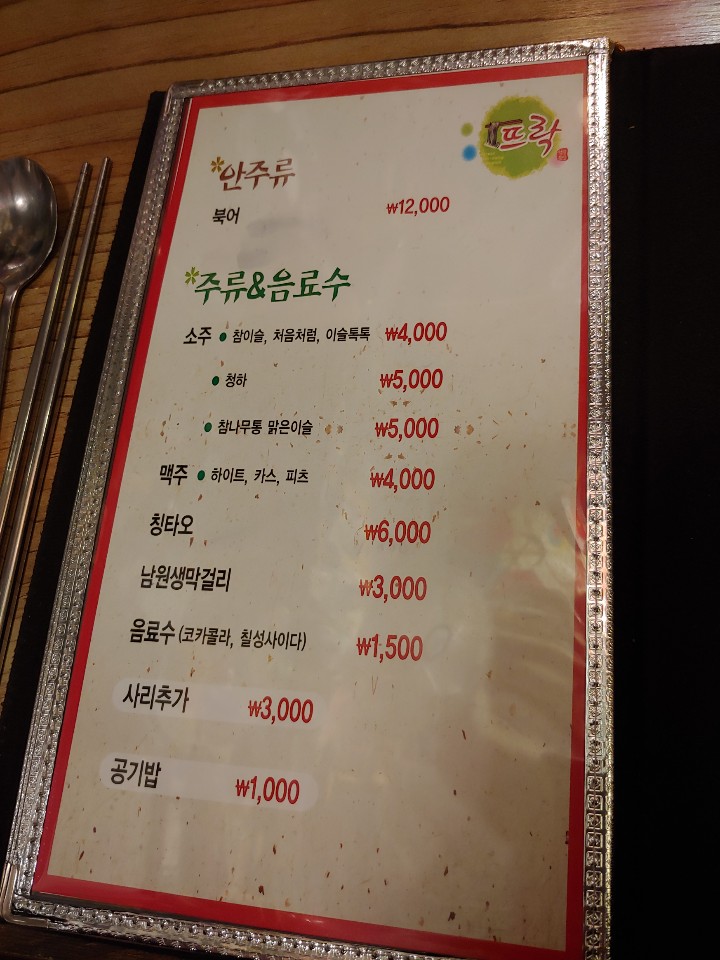 뜨락
*안주류
북어 ₩12,000
*주류&음료수
소주 ● 참이슬, 처음처럼, 이슬톡톡 ₩4,000
● 청하 ₩5,000
● 참나무통 맑은이슬 ₩5,000
맥주 ● 하이트, 카스, 피츠 ₩4,000
칭타오 ₩6,000
남원생막걸리 ₩3,000
음료수 (코카콜라, 칠성사이다) ₩1,500
사리추가 ₩3,000
공기밥 ₩1,000